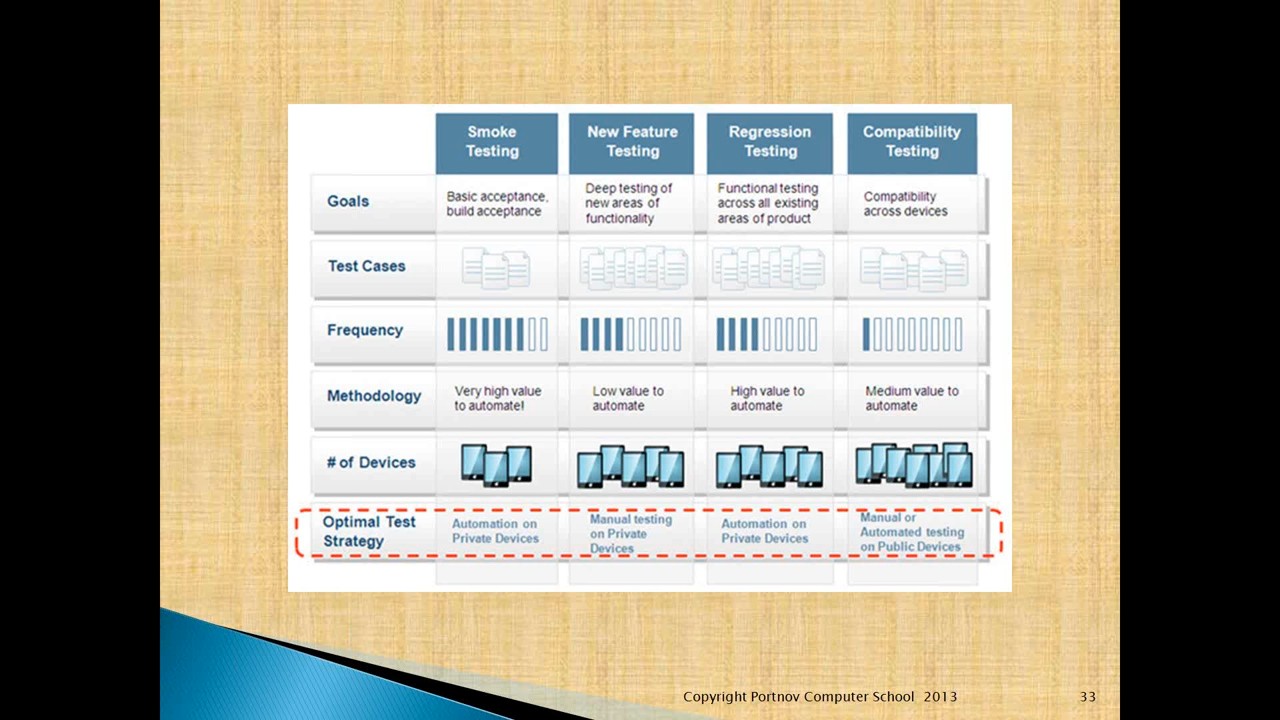 Smoke
Testing
New Feature
Testing
Regression
Testing
Compatibility
Testing
Goals
Basic acceptance,
build acceptance
Deep testing of
new areas of
functionality
Functional testing
across all existing
areas of product
Compatibility
across devices
Test Cases
Frequency
Methodology
Very high value
to automate!
Low value to
automate
High value to
automate
Medium value to
automate
# of Devices
Optimal Test
Strategy
Automation on
Private Devices
Manual testing
on Private
Devices
Automation on
Private Devices
Manual or
Automated testing
on Public Devices
Copyright Portnov Computer School 2013
33